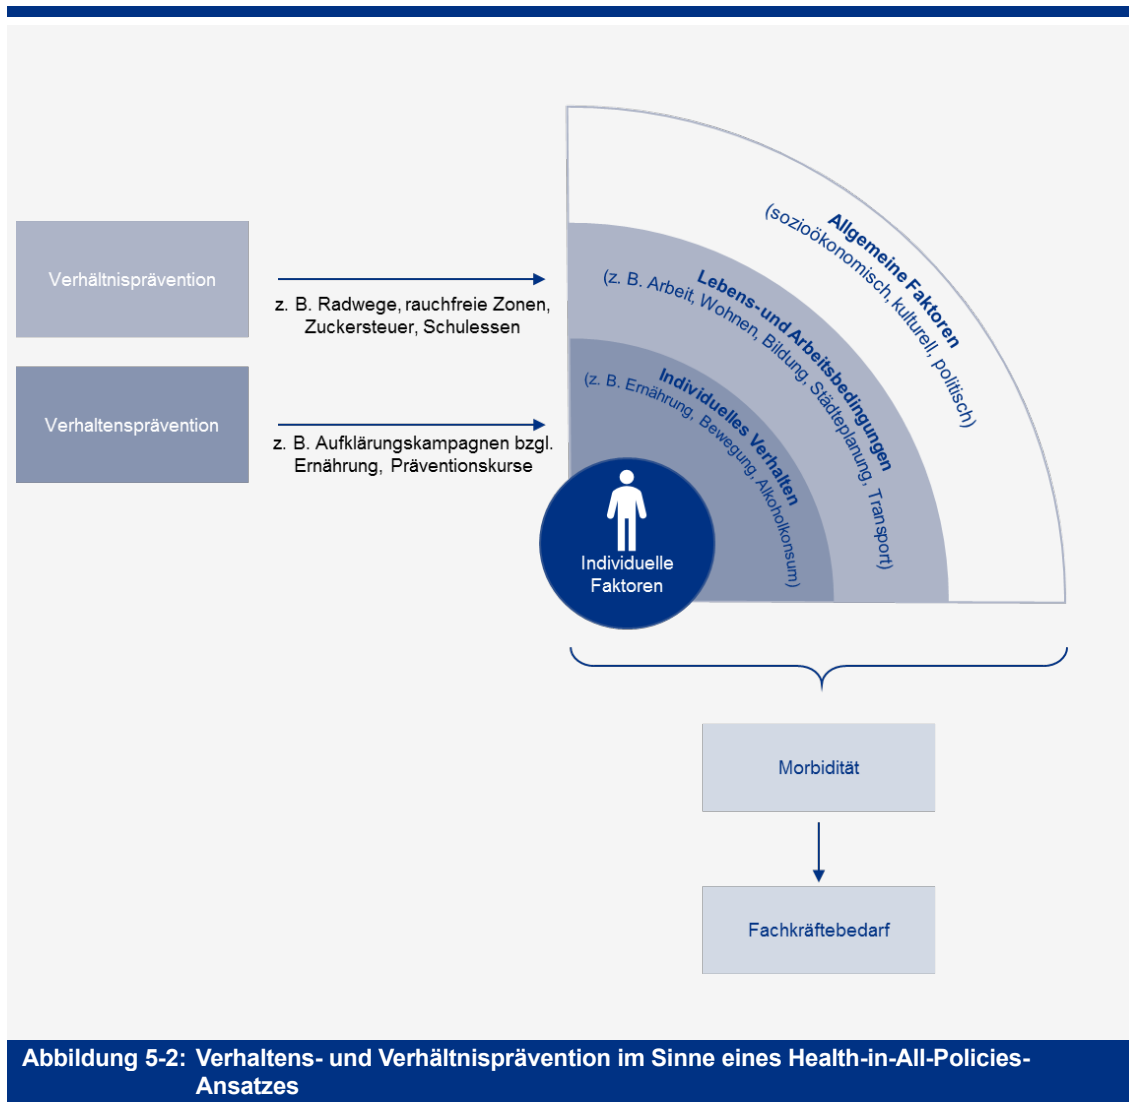 Verhältnisprävention
z. B. Radwege, rauchfreie Zonen,
Zuckersteuer, Schulessen
Verhaltensprävention
z. B. Aufklärungskampagnen bzgl.
Ernährung, Präventionskurse
Allgemeine Faktoren
(sozioökonomisch, kulturell, politisch)
Lebens- und Arbeitsbedingungen
(z. B. Arbeit, Wohnen, Bildung, Städteplanung, Transport)
Individuelles Verhalten
(z. B. Ernährung, Bewegung, Alkoholkonsum)
Individuelle
Faktoren
Morbidität
Fachkräftebedarf
Abbildung 5-2: Verhaltens- und Verhältnisprävention im Sinne eines Health-in-All-Policies-
Ansatzes